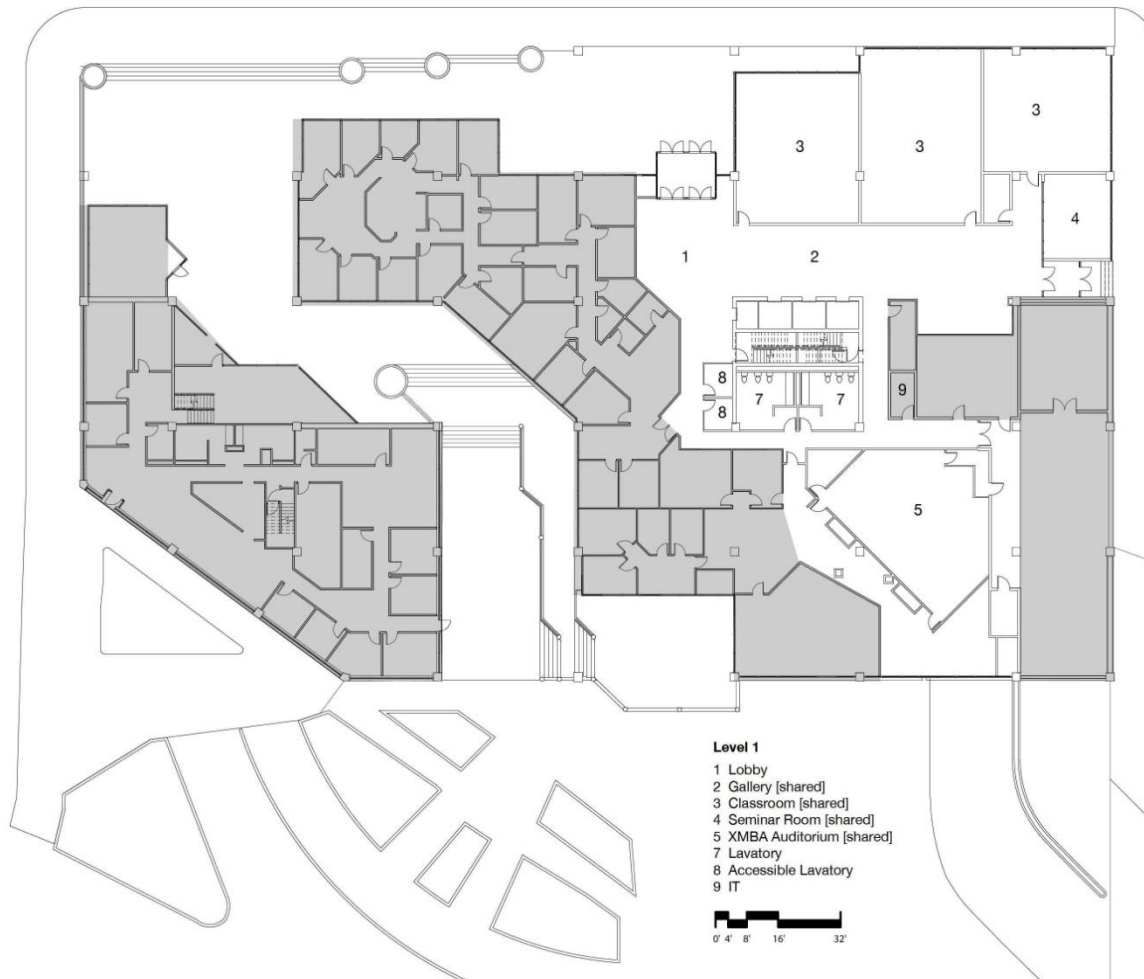 3
3
3
4
1
2
8
8
7
7
9
5
Level 1
1 Lobby
2 Gallery [shared]
3 Classroom [shared]
4 Seminar Room [shared]
5 XMBA Auditorium [shared]
7 Lavatory
8 Accessible Lavatory
9 IT
0' 4' 8' 16' 32'